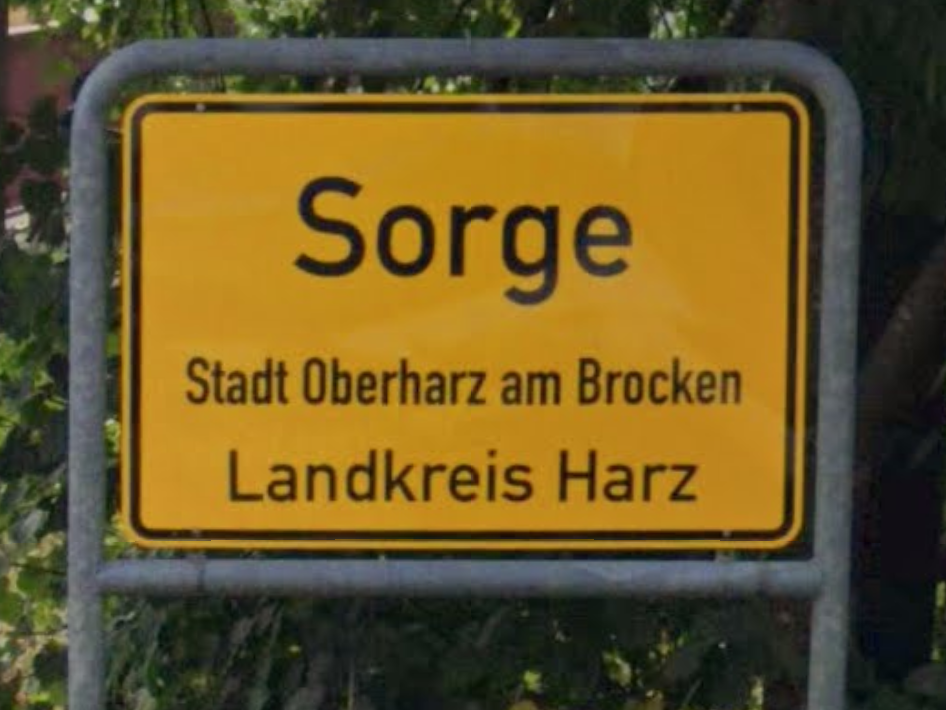 Sorge
Stadt Oberharz am Brocken
Landkreis Harz